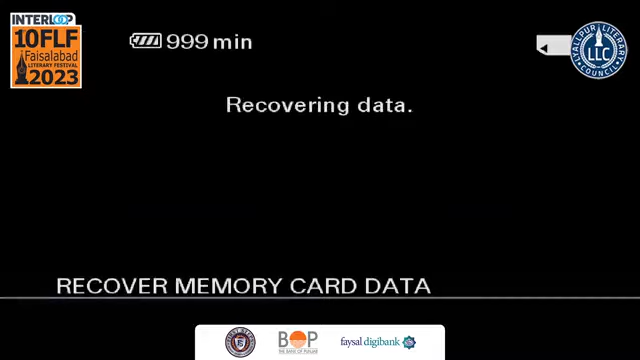 INTERLOOP
10FLF
Faisalabad
LITERARY FESTIVAL
2023
999 min
LYALLPUR LITERARY
LLC
COUNCIL
Recovering data.
RECOVER MEMORY CARD DATA
BOP
THE BANK OF PUNJAB
faysal digibank